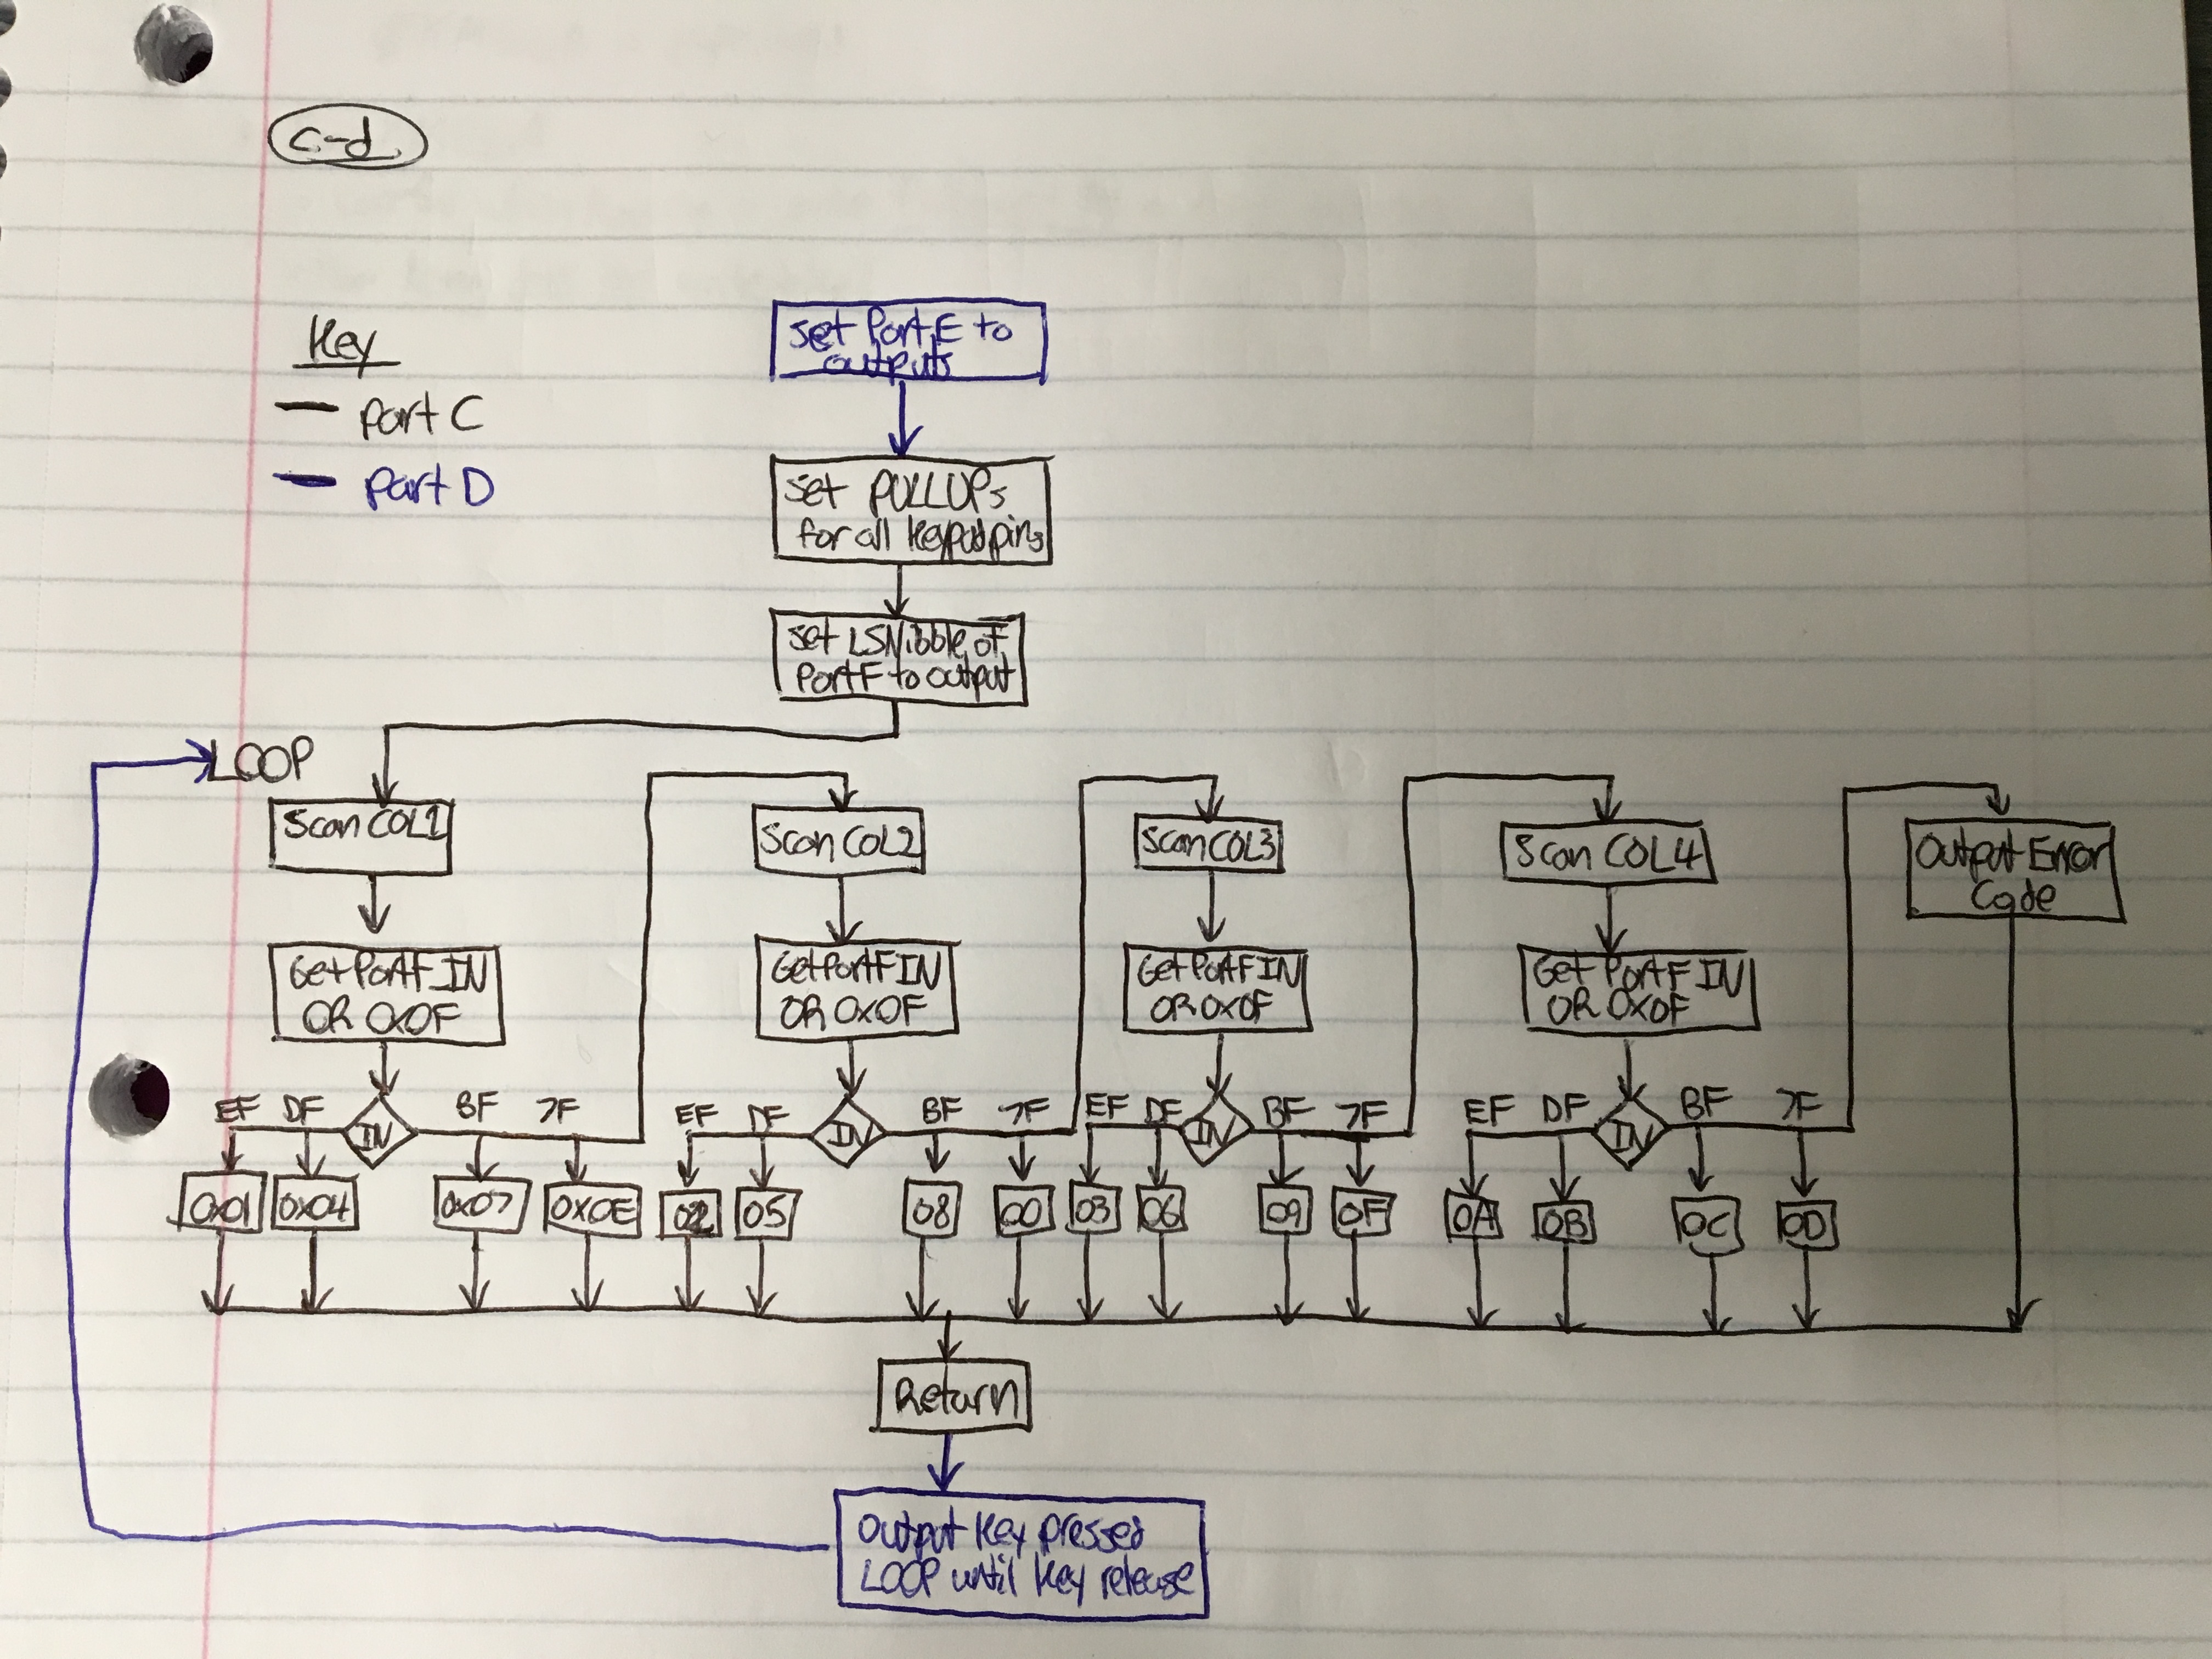 C-d
Key
— Part C
— Part D
Set Port E to
outputs
Set PULLUPs
for all keypad pins
Set LSNibble of
PortF to output
LOOP
Scan COL1
Scan COL2
Scan COL3
Scan COL4
Output Error
Code
Get PortF IN
OR 0x0F
Get PortF IN
OR 0x0F
Get PortF IN
OR 0x0F
Get PortF IN
OR 0x0F
EF DF IN BF 7F
EF DF IN BF 7F
EF DF IN BF 7F
EF DF IN BF 7F
0x01 0x04 0x07 0x0E
02 05 08 00
03 06 09 0F
0A 0B 0C 0D
Return
Output key presses
LOOP until key release